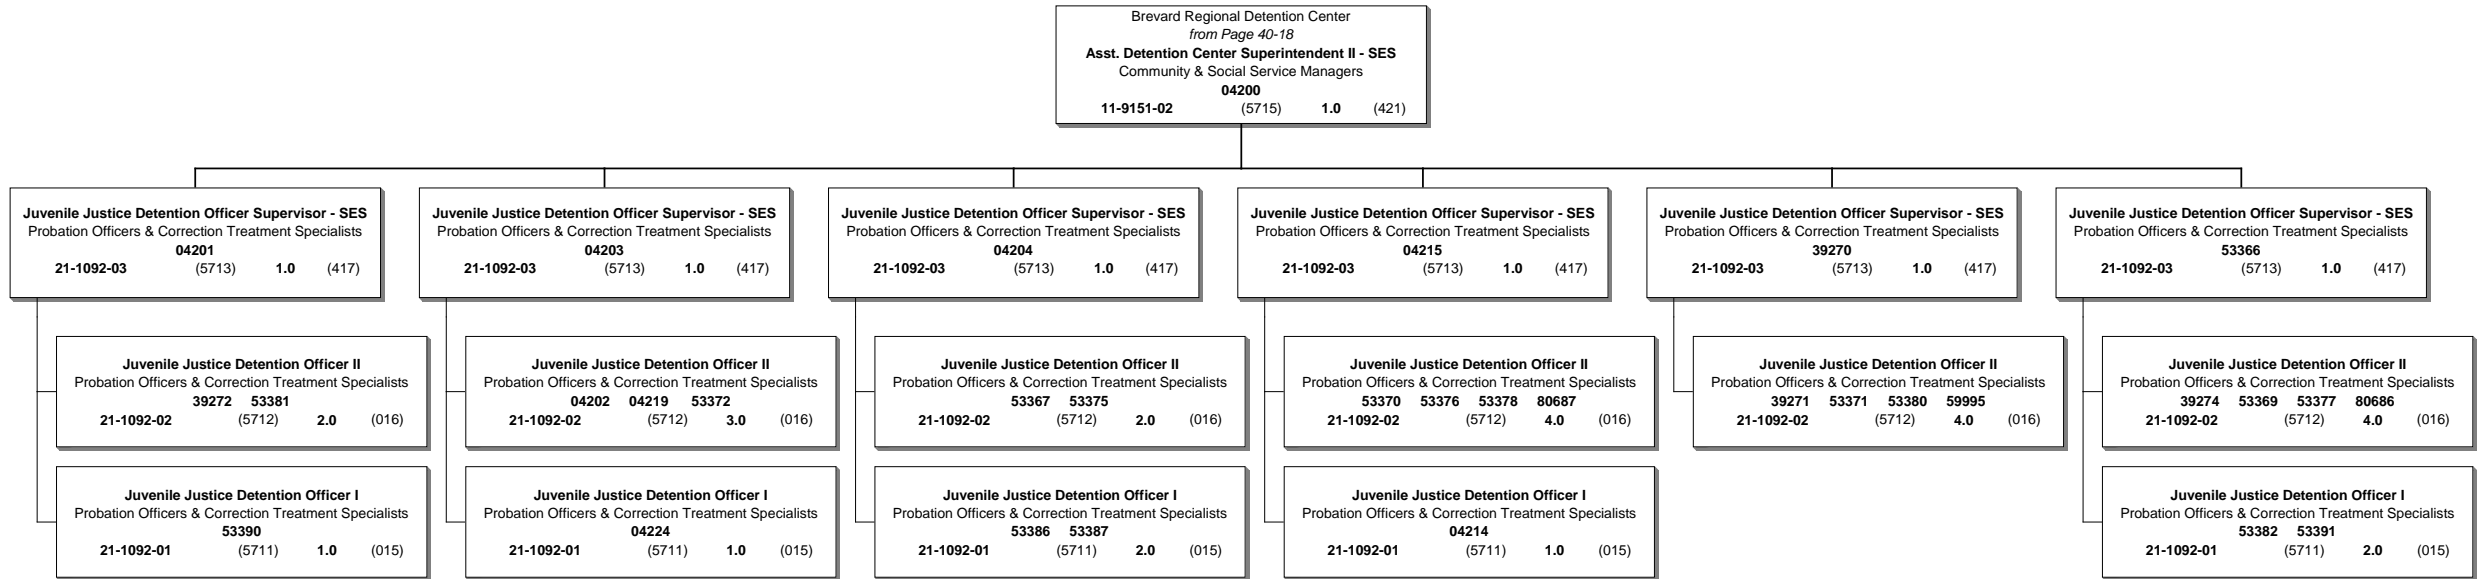 Brevard Regional Detention Center
from Page 40-18
Asst. Detention Center Superintendent II - SES
Community & Social Service Managers
04200
11-9151-02 (5715) 1.0 (421)
Juvenile Justice Detention Officer Supervisor - SES
Probation Officers & Correction Treatment Specialists
04201
21-1092-03 (5713) 1.0 (417)
Juvenile Justice Detention Officer II
Probation Officers & Correction Treatment Specialists
39272 53381
21-1092-02 (5712) 2.0 (016)
Juvenile Justice Detention Officer I
Probation Officers & Correction Treatment Specialists
53390
21-1092-01 (5711) 1.0 (015)
Juvenile Justice Detention Officer Supervisor - SES
Probation Officers & Correction Treatment Specialists
04203
21-1092-03 (5713) 1.0 (417)
Juvenile Justice Detention Officer II
Probation Officers & Correction Treatment Specialists
04202 04219 53372
21-1092-02 (5712) 3.0 (016)
Juvenile Justice Detention Officer I
Probation Officers & Correction Treatment Specialists
04224
21-1092-01 (5711) 1.0 (015)
Juvenile Justice Detention Officer Supervisor - SES
Probation Officers & Correction Treatment Specialists
04204
21-1092-03 (5713) 1.0 (417)
Juvenile Justice Detention Officer II
Probation Officers & Correction Treatment Specialists
53367 53375
21-1092-02 (5712) 2.0 (016)
Juvenile Justice Detention Officer I
Probation Officers & Correction Treatment Specialists
53386 53387
21-1092-01 (5711) 2.0 (015)
Juvenile Justice Detention Officer Supervisor - SES
Probation Officers & Correction Treatment Specialists
04215
21-1092-03 (5713) 1.0 (417)
Juvenile Justice Detention Officer II
Probation Officers & Correction Treatment Specialists
53370 53376 53378 80687
21-1092-02 (5712) 4.0 (016)
Juvenile Justice Detention Officer I
Probation Officers & Correction Treatment Specialists
04214
21-1092-01 (5711) 1.0 (015)
Juvenile Justice Detention Officer Supervisor - SES
Probation Officers & Correction Treatment Specialists
39270
21-1092-03 (5713) 1.0 (417)
Juvenile Justice Detention Officer II
Probation Officers & Correction Treatment Specialists
39271 53371 53380 59995
21-1092-02 (5712) 4.0 (016)
Juvenile Justice Detention Officer Supervisor - SES
Probation Officers & Correction Treatment Specialists
53366
21-1092-03 (5713) 1.0 (417)
Juvenile Justice Detention Officer II
Probation Officers & Correction Treatment Specialists
39274 53369 53377 80686
21-1092-02 (5712) 4.0 (016)
Juvenile Justice Detention Officer I
Probation Officers & Correction Treatment Specialists
53382 53391
21-1092-01 (5711) 2.0 (015)